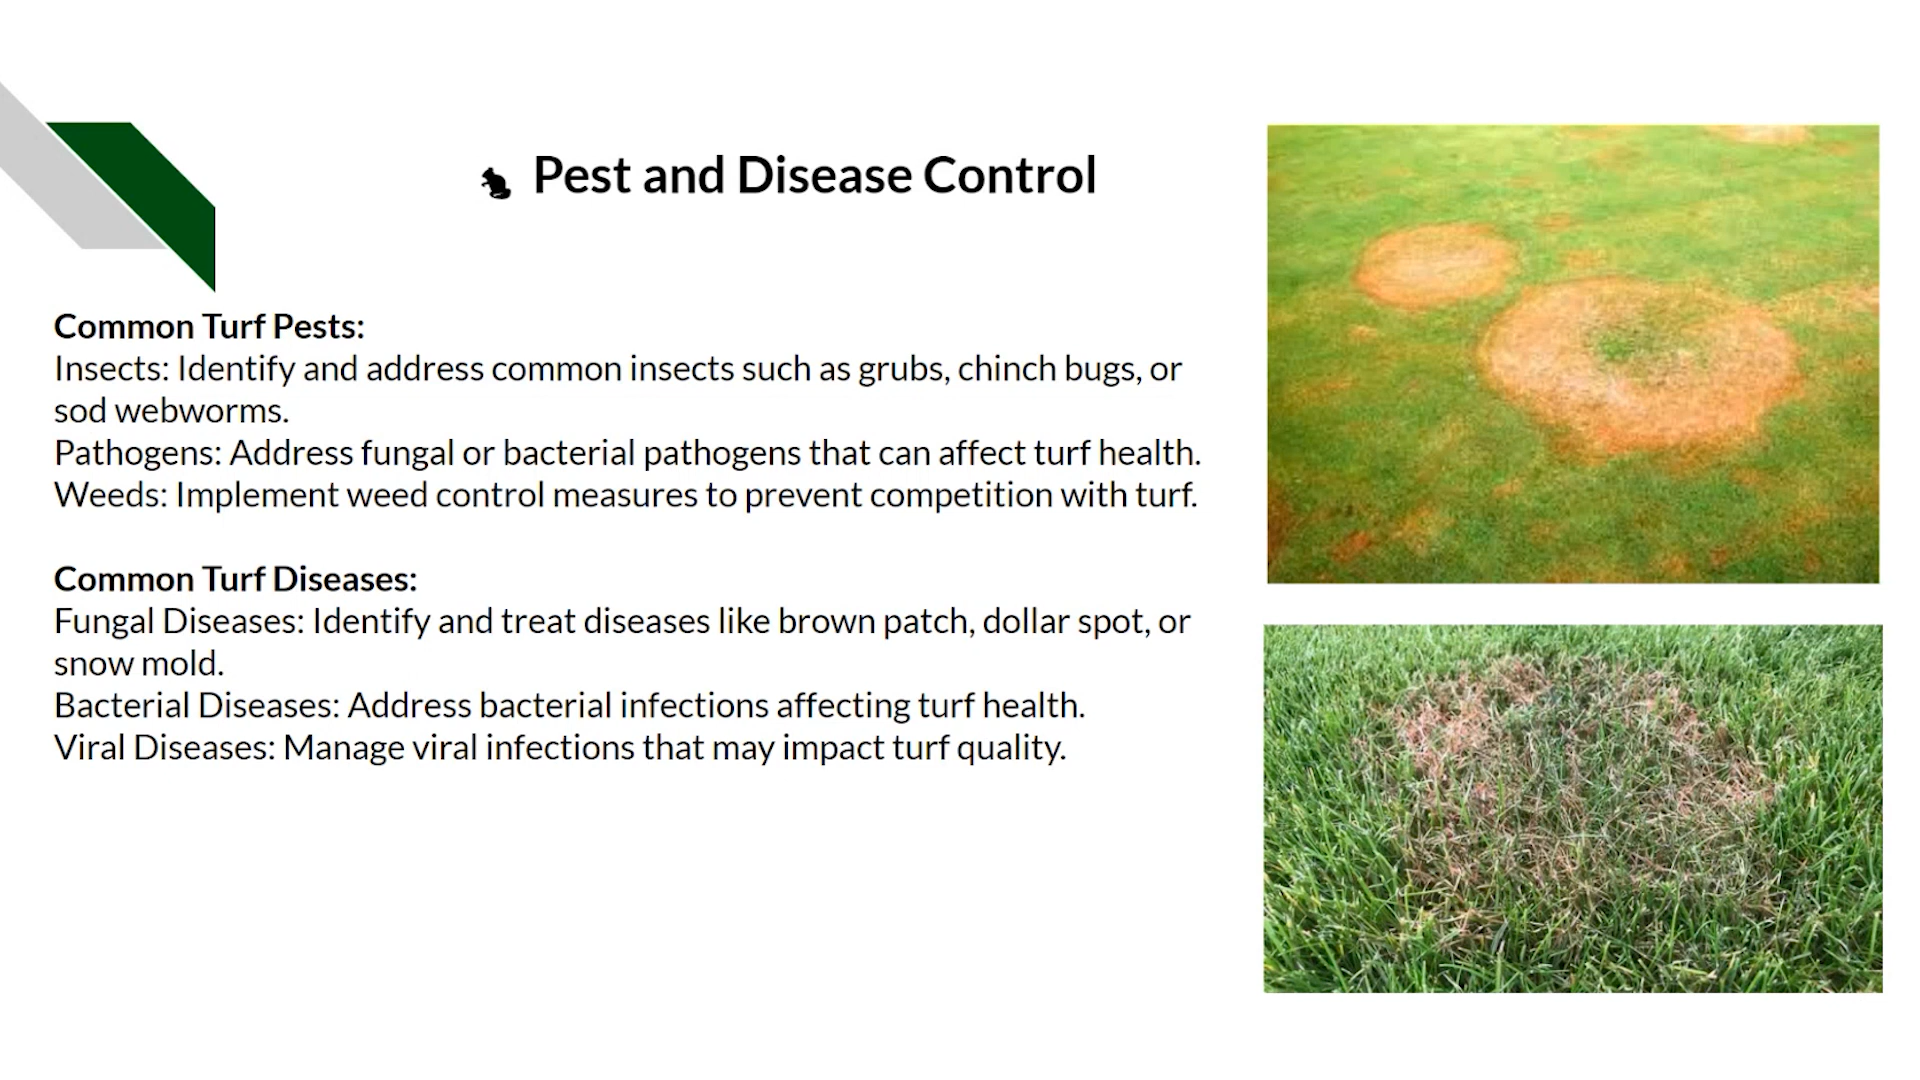 Pest and Disease Control
Common Turf Pests:
Insects: Identify and address common insects such as grubs, chinch bugs, or
sod webworms.
Pathogens: Address fungal or bacterial pathogens that can affect turf health.
Weeds: Implement weed control measures to prevent competition with turf.
Common Turf Diseases:
Fungal Diseases: Identify and treat diseases like brown patch, dollar spot, or
snow mold.
Bacterial Diseases: Address bacterial infections affecting turf health.
Viral Diseases: Manage viral infections that may impact turf quality.